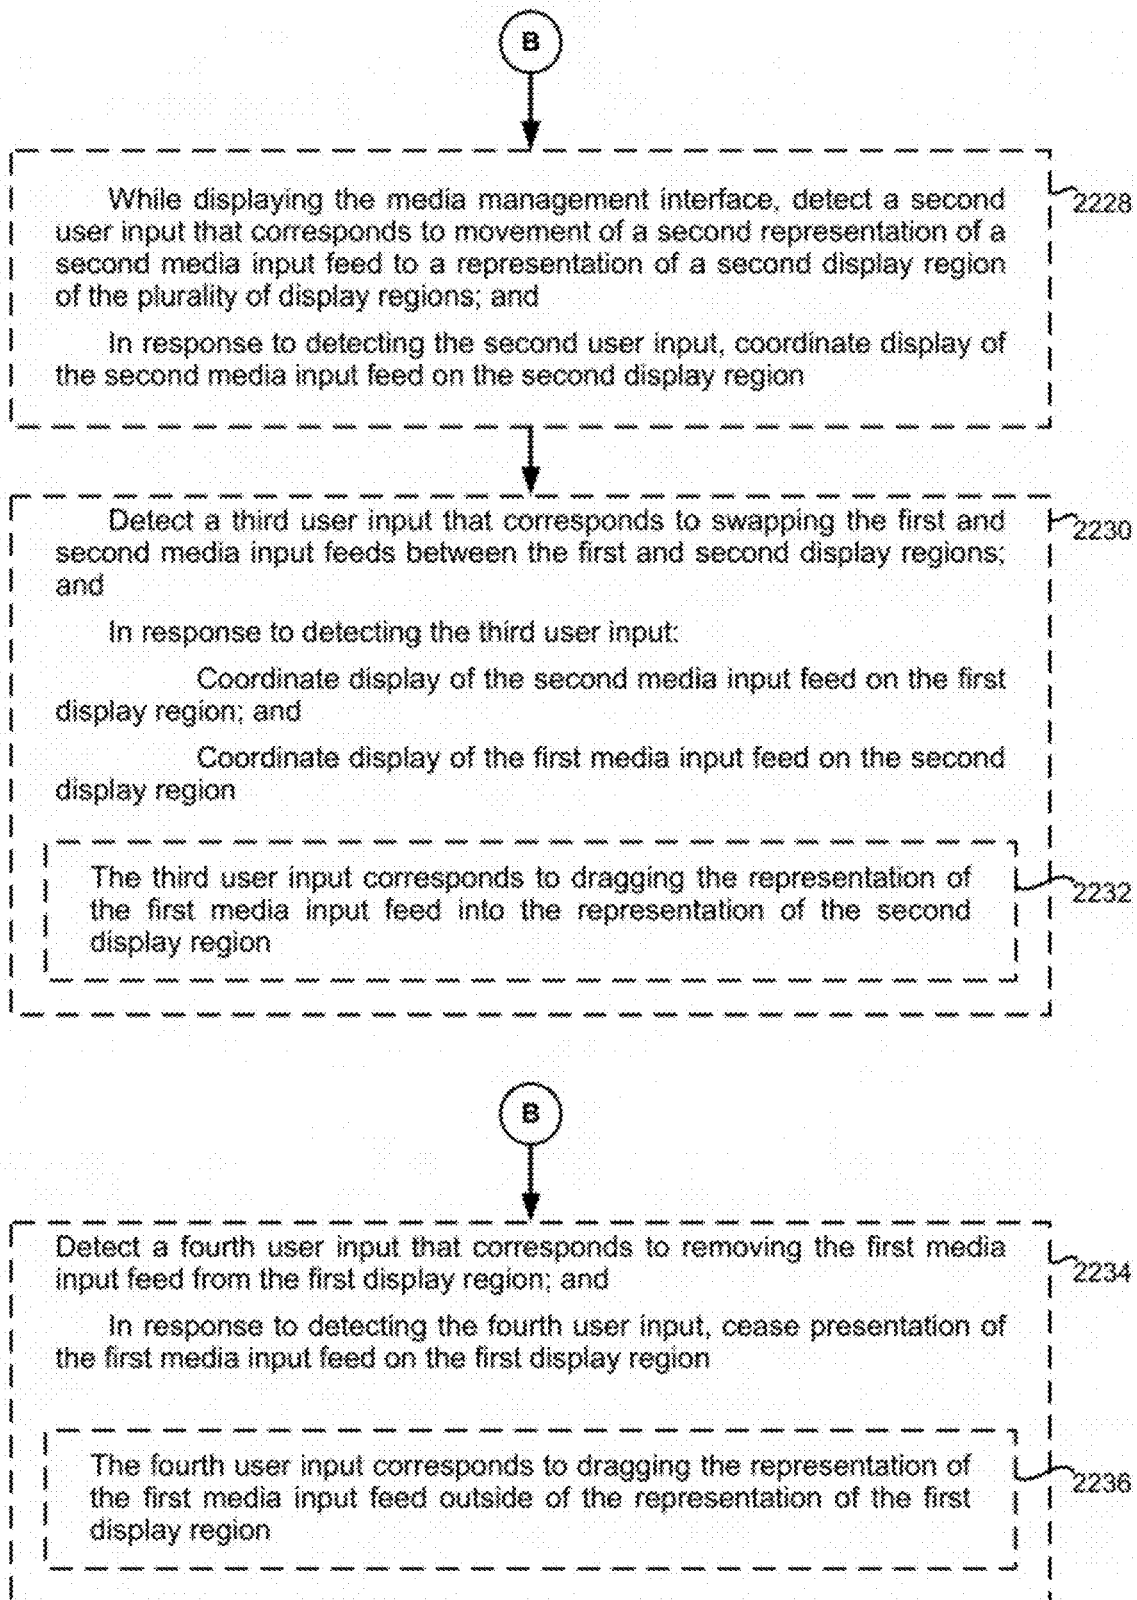 B
While displaying the media management interface, detect a second
user input that corresponds to movement of a second representation of a
second media input feed to a representation of a second display region
of the plurality of display regions; and
In response to detecting the second user input, coordinate display of
the second media input feed on the second display region
2228
Detect a third user input that corresponds to swapping the first and
second media input feeds between the first and second display regions;
and
In response to detecting the third user input:
Coordinate display of the second media input feed on the first
display region; and
Coordinate display of the first media input feed on the second
display region
2230
The third user input corresponds to dragging the representation of
the first media input feed into the representation of the second
display region
2232
B
Detect a fourth user input that corresponds to removing the first media
input feed from the first display region; and
In response to detecting the fourth user input, cease presentation of
the first media input feed on the first display region
2234
The fourth user input corresponds to dragging the representation of
the first media input feed outside of the representation of the first
display region
2236